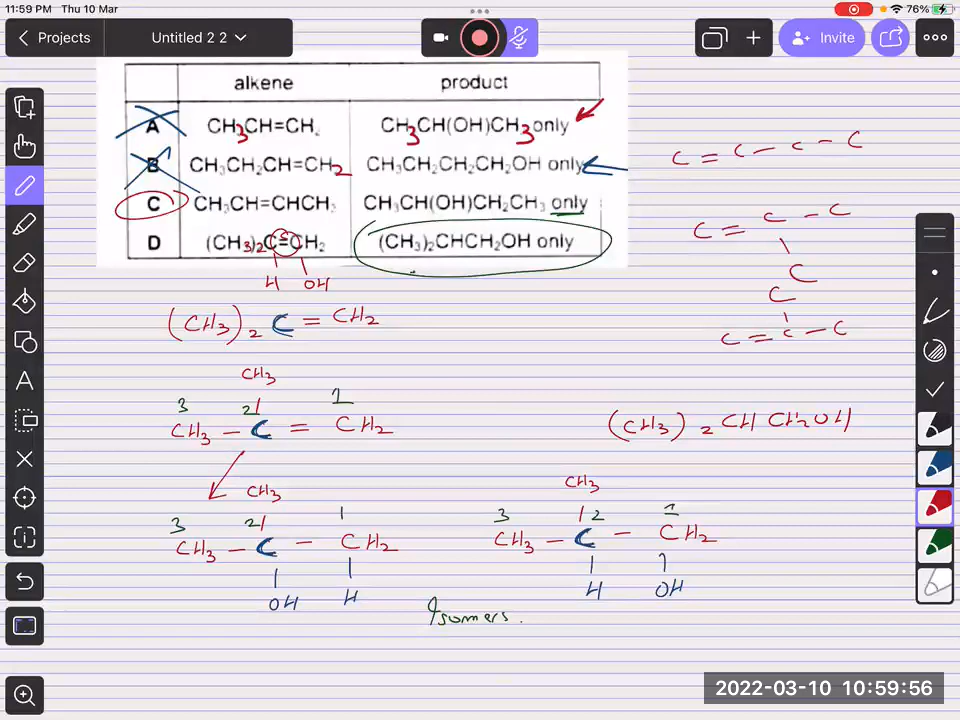 11:59 PM Thu 10 Mar
76%
Projects
Untitled 2 2
Invite
alkene product
A CH3CH=CH2 CH3CH(OH)CH3 only
B CH3CH2CH=CH2 CH3CH2CH2CH2OH only
C CH3CH=CHCH3 CH3CH(OH)CH2CH3 only
D (CH3)2C=CH2 (CH3)2CHCH2OH only
H OH
C = C - C - C
C = C - C
C
C
C = C - C
(CH3)2 C = CH2
CH3
3 2 1
CH3 - C = CH2
(CH3)2 CH CH2OH
CH3 CH3
3 2 1 3 2 1
CH3 - C - CH2 CH3 - C - CH2
OH H H OH
Isomers.
2022-03-10 10:59:56